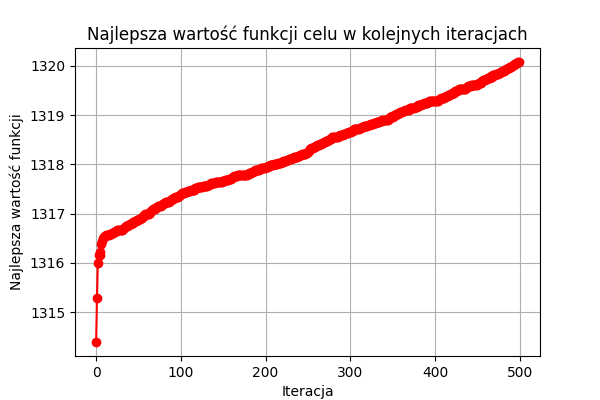 Najlepsza wartość funkcji celu w kolejnych iteracjach
Najlepsza wartość funkcji
1320
1319
1318
1317
1316
1315
0 100 200 300 400 500
Iteracja